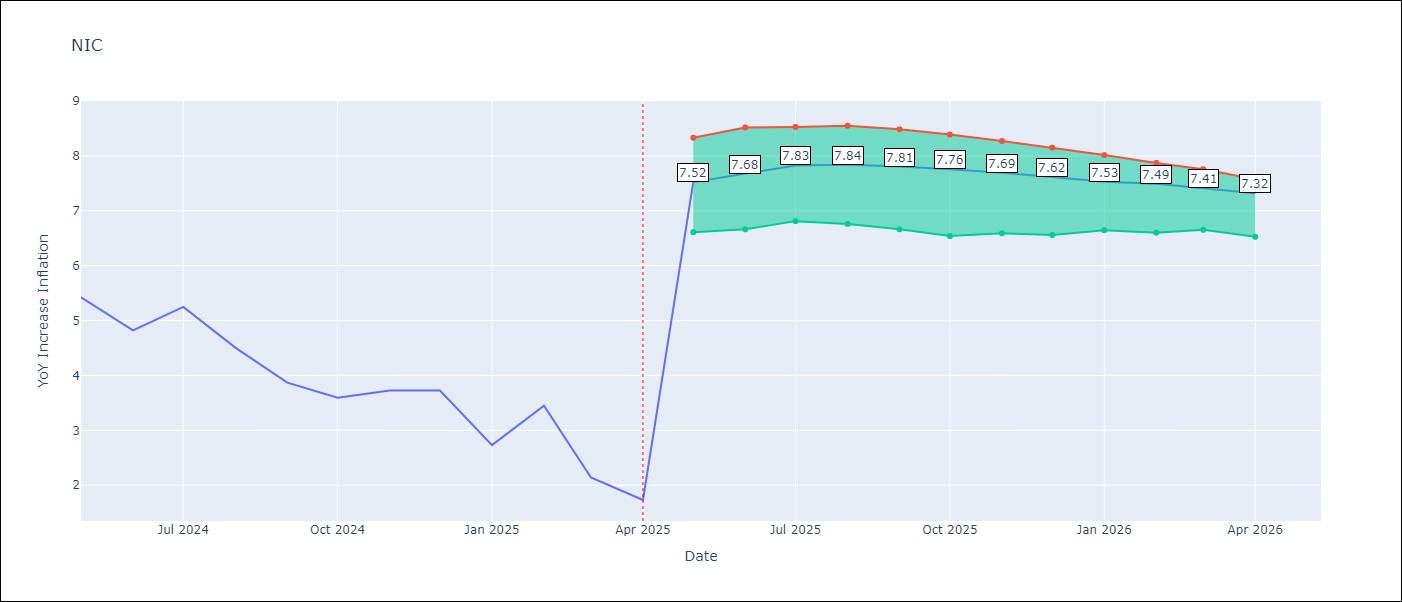 NIC
YoY Increase Inflation
9
8
7
6
5
4
3
2
7.52
7.68
7.83
7.84
7.81
7.76
7.69
7.62
7.53
7.49
7.41
7.32
Jul 2024
Oct 2024
Jan 2025
Apr 2025
Jul 2025
Oct 2025
Jan 2026
Apr 2026
Date